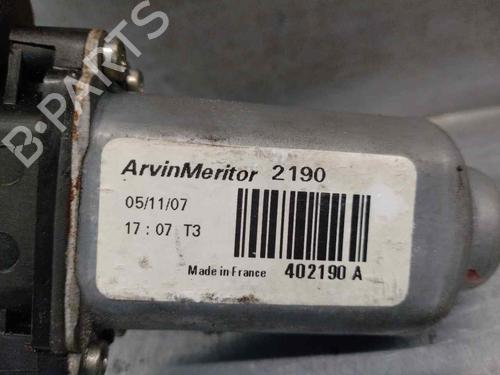 B-PARTS
ArvinMeritor 2190
05/11/07
17 : 07 T3
Made in France 402190 A